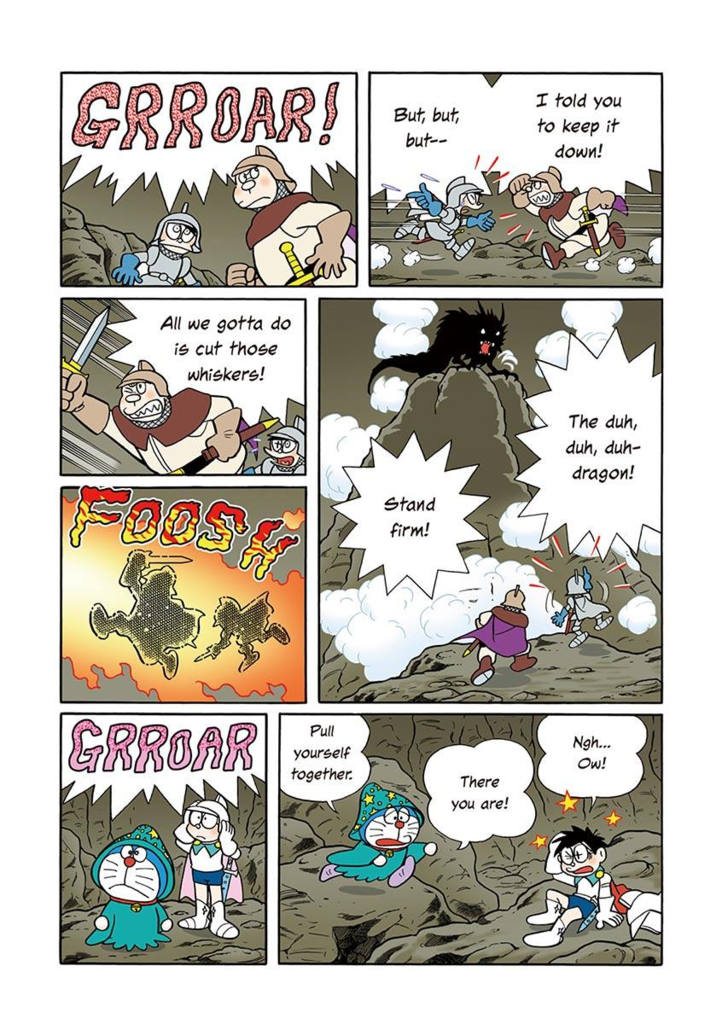 I told you
to keep it
down!
But, but,
but--
GRROAR!
The duh,
duh, duh-
dragon!
Stand
firm!
All we gotta do
is cut those
whiskers!
FOOSH
Ngh...
Ow!
There
you are!
Pull
yourself
together.
GRROAR